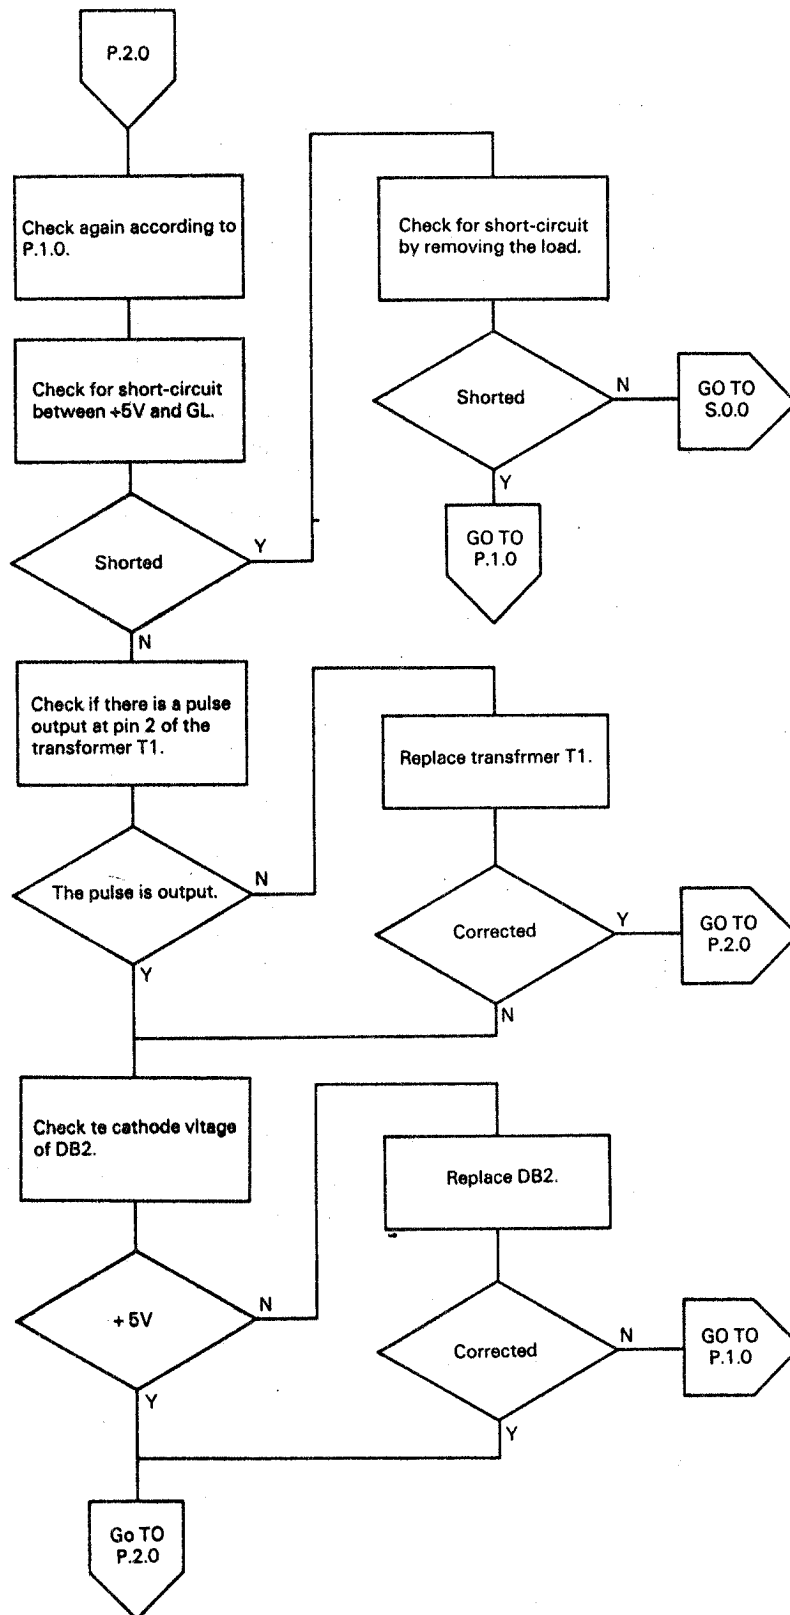 P.2.0
Check again according to
P.1.0.
Check for short-circuit
between +5V and GL.
Shorted
Y
N
Check for short-circuit
by removing the load.
Shorted
N
GO TO
S.0.0
Y
GO TO
P.1.0
Check if there is a pulse
output at pin 2 of the
transformer T1.
The pulse is output.
N
Y
Replace transfrmer T1.
Corrected
Y
GO TO
P.2.0
N
Check te cathode vltage
of DB2.
+ 5V
N
Y
Replace DB2.
Corrected
N
GO TO
P.1.0
Y
Go TO
P.2.0